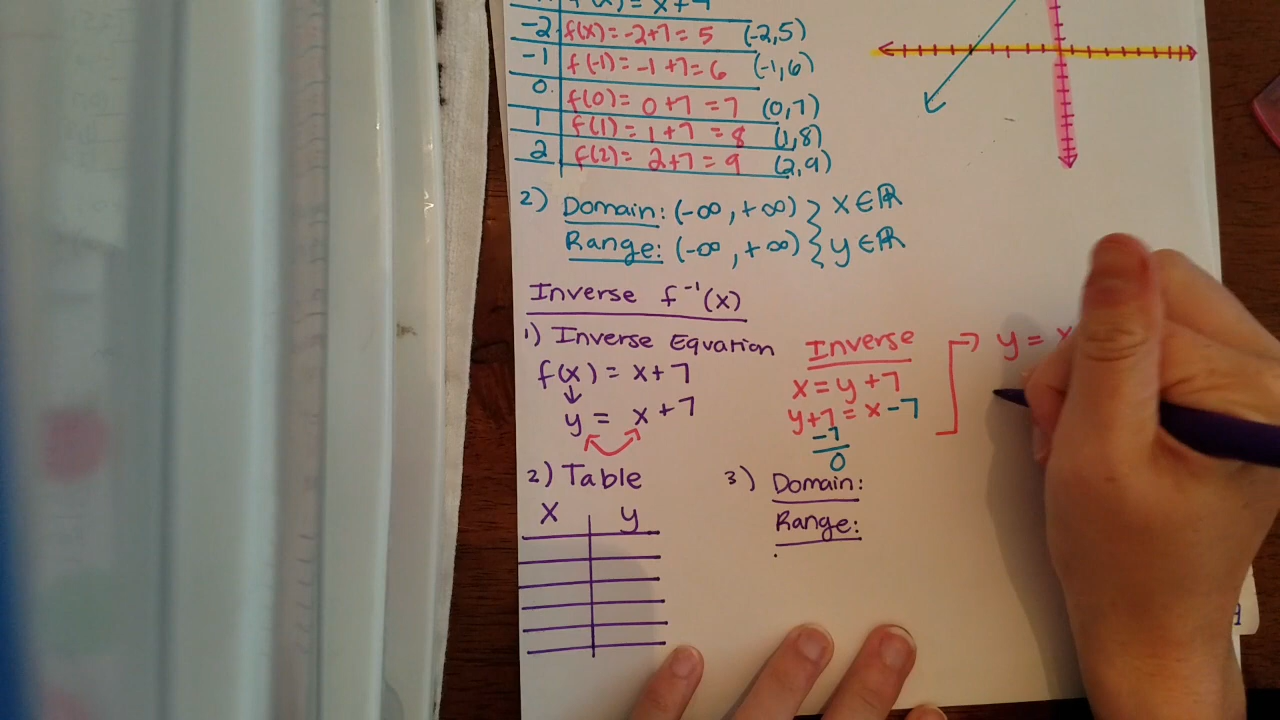 f(x) = x+7
-2 f(x) = -2+7 = 5 (-2,5)
-1 f(-1) = -1 +7 = 6 (-1,6)
0 f(0) = 0 +7 = 7 (0,7)
1 f(1) = 1+7 = 8 (1,8)
2 f(2) = 2+7 = 9 (2,9)
2) Domain: (-∞, +∞) } x ∈ ℝ
Range: (-∞, +∞) } y ∈ ℝ
Inverse f⁻¹(x)
1) Inverse Equation
f(x) = x+7
↓
y = x +7
Inverse
x = y +7
y+7 = x -7
-7
0
→ y = x
2) Table
X y
3) Domain:
Range: